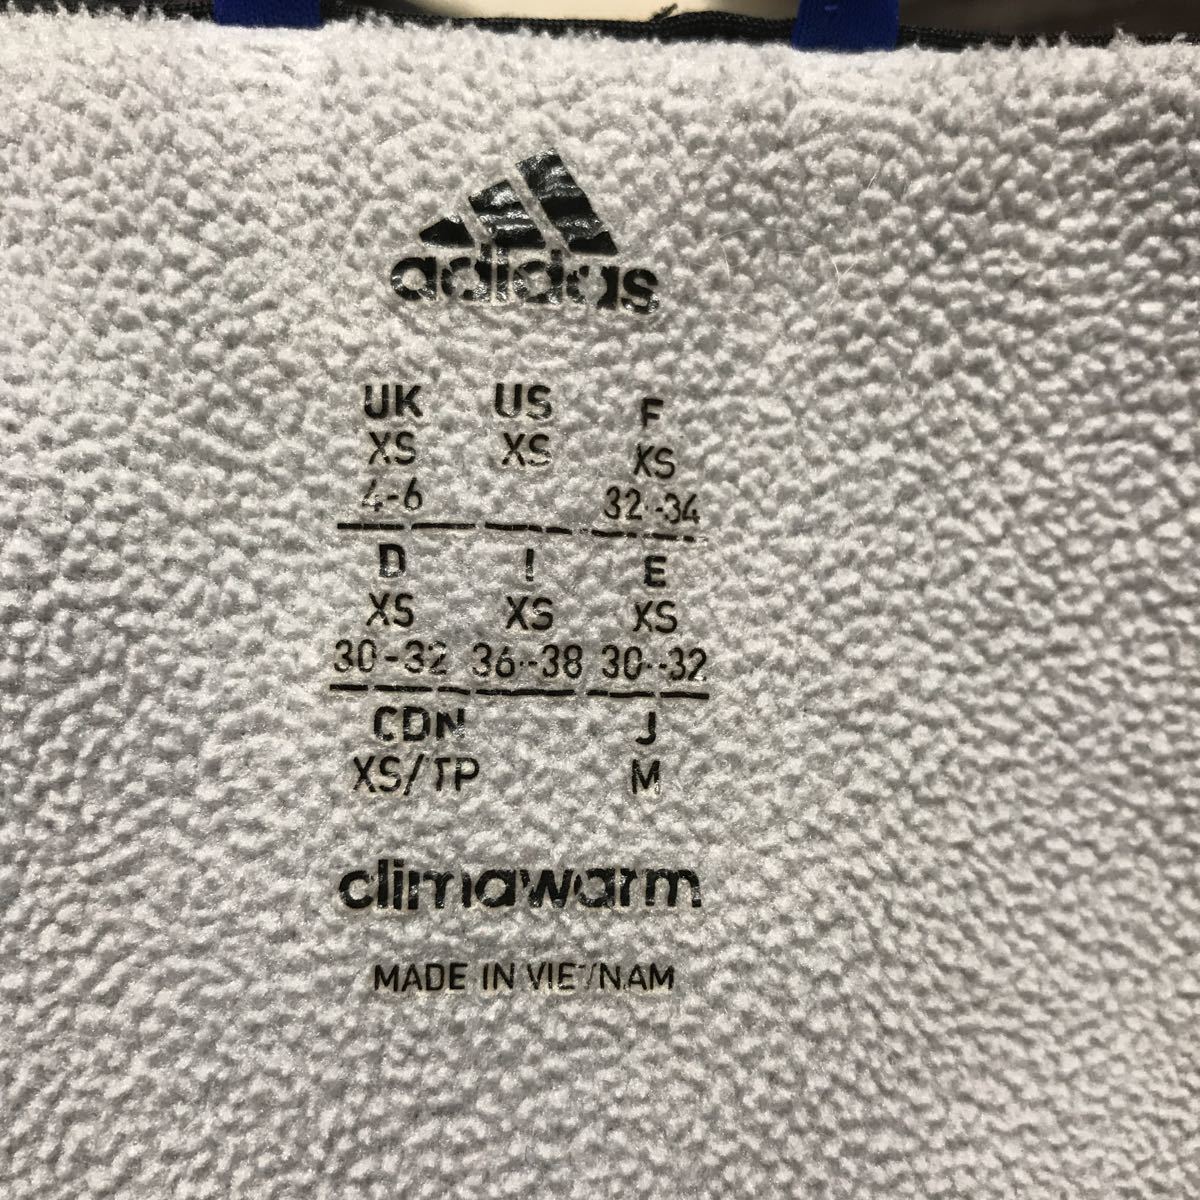 adidas
UK US F
XS XS XS
4-6 32-34
D I E
XS XS XS
30-32 36-38 30-32
CDN J
XS/TP M
climawarm
MADE IN VIETNAM